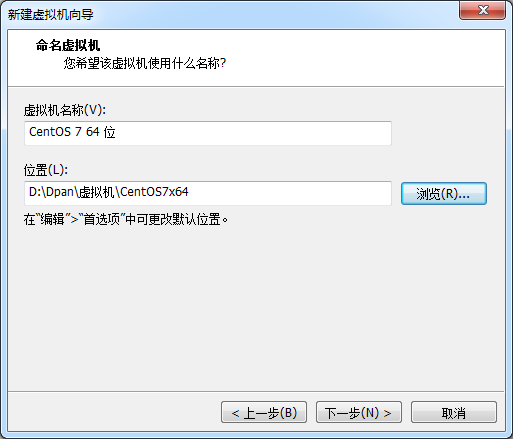 新建虚拟机向导
命名虚拟机
您希望该虚拟机使用什么名称?
虚拟机名称(V):
CentOS 7 64 位
位置(L):
D:\Dpan\虚拟机\CentOS7x64
浏览(R)...
在“编辑”>“首选项”中可更改默认位置。
< 上一步(B)
下一步(N) >
取消